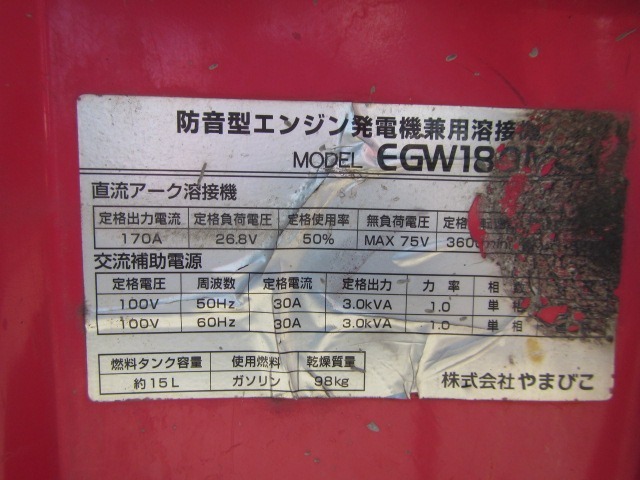 防音型エンジン発電機兼用溶接機
MODEL EGW18
直流アーク溶接機
定格出力電流 定格負荷電圧 定格使用率 無負荷電圧 定格
170A 26.8V 50% MAX 75V 360 min
交流補助電源
定格電圧 周波数 定格電流 定格出力 力率 相
100V 50Hz 30A 3.0kVA 1.0 単相
100V 60Hz 30A 3.0kVA 1.0 単相
燃料タンク容量 使用燃料 乾燥質量
約15L ガソリン 98kg
株式会社やまびこ